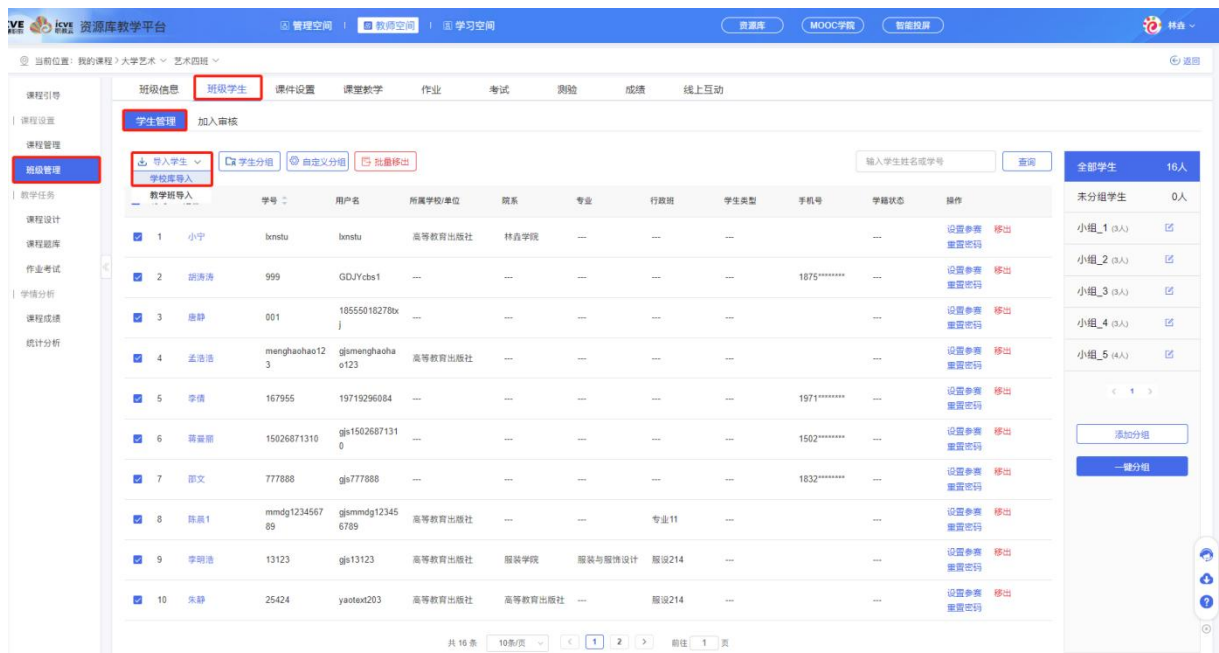 icve 资源库教学平台 管理空间 教师空间 学习空间 资源库 MOOC学院 智能投屏 林垚
当前位置: 我的课程 > 大学艺术 艺术四班 返回
课程引导
课程设置
课程管理
班级管理
教学任务
课程设计
课程题库
作业考试
学情分析
课程成绩
统计分析
班级信息 班级学生 课件设置 课堂教学 作业 考试 测验 成绩 线上互动
学生管理 加入审核
导入学生 学生分组 自定义分组 批量移出 输入学生姓名或学号 查询
学校库导入
教学班导入
学号 用户名 所属学校/单位 院系 专业 行政班 学生类型 手机号 学籍状态 操作
1 小宁 lxnstu lxnstu 高等教育出版社 林垚学院 --- --- --- --- 设置参赛 移出
重置密码
2 胡涛涛 999 GDJYcbs1 --- --- --- --- --- 1875******** --- 设置参赛 移出
重置密码
3 唐静 001 18555018278tx
j --- --- --- --- --- --- 设置参赛 移出
重置密码
4 孟浩浩 menghaohao12
3 gjsmenghaoha
o123 高等教育出版社 --- --- --- --- --- 设置参赛 移出
重置密码
5 李倩 167955 19719296084 --- --- --- --- --- 1971******** --- 设置参赛 移出
重置密码
6 15026871310 gjs1502687131
0 --- --- --- --- --- 1502******** --- 设置参赛 移出
重置密码
7 邵文 777888 gjs777888 --- --- --- --- --- 1832******** --- 设置参赛 移出
重置密码
8 mmdg1234567
89 gjsmmdg12345
6789 高等教育出版社 --- --- 专业11 --- --- 设置参赛 移出
重置密码
9 李明浩 13123 gjs13123 高等教育出版社 服装学院 服装与服饰设计 服设214 --- --- 设置参赛 移出
重置密码
10 朱静 25424 yaotext203 高等教育出版社 高等教育出版社 --- 服设214 --- --- 设置参赛 移出
重置密码
共 16 条 10条/页 < 1 2 > 前往 1 页
全部学生 16人
未分组学生 0人
小组_1 (3人)
小组_2 (3人)
小组_3 (3人)
小组_4 (3人)
小组_5 (4人)
< 1 >
添加分组
一键分组